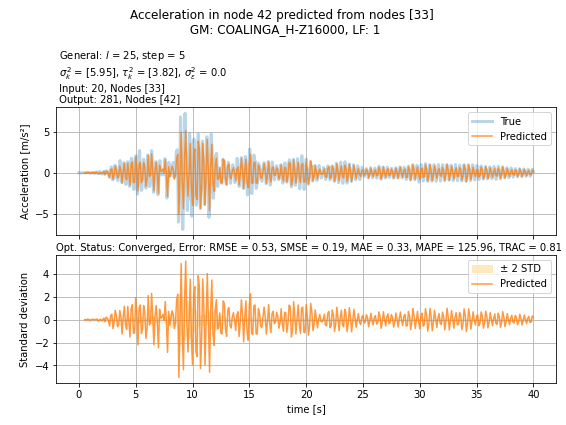 Acceleration in node 42 predicted from nodes [33]
GM: COALINGA_H-Z16000, LF: 1
General: l = 25, step = 5
σ²ₖ = [5.95], τ²ₖ = [3.82], σ²ε = 0.0
Input: 20, Nodes [33]
Output: 281, Nodes [42]
Acceleration [m/s²]
5
0
−5
True
Predicted
Opt. Status: Converged, Error: RMSE = 0.53, SMSE = 0.19, MAE = 0.33, MAPE = 125.96, TRAC = 0.81
Standard deviation
4
2
0
−2
−4
± 2 STD
Predicted
0 5 10 15 20 25 30 35 40
time [s]